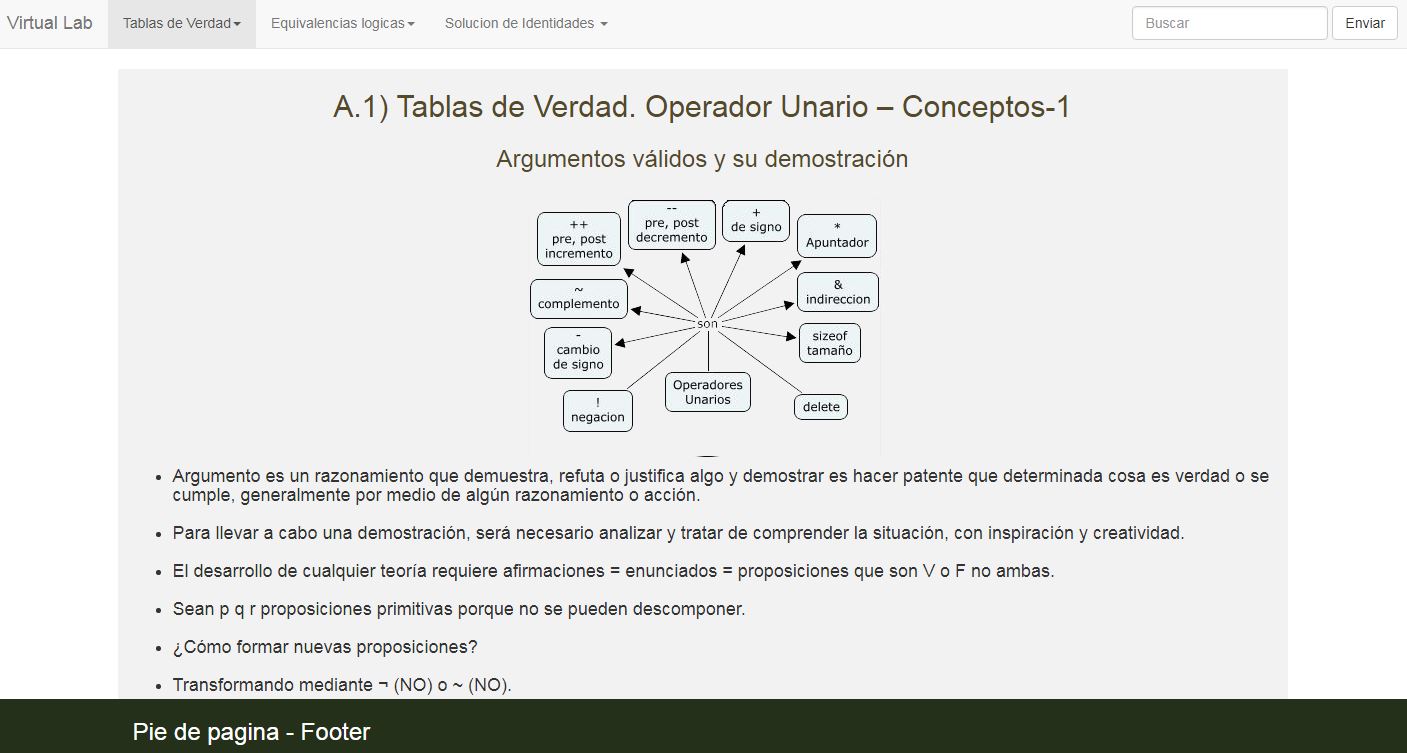 Virtual Lab
Tablas de Verdad
Equivalencias logicas
Solucion de Identidades
Buscar
Enviar
A.1) Tablas de Verdad. Operador Unario – Conceptos-1
Argumentos válidos y su demostración
++
pre, post
incremento
--
pre, post
decremento
+
de signo
*
Apuntador
~
complemento
&
indireccion
son
-
cambio
de signo
sizeof
tamaño
!
negacion
Operadores
Unarios
delete
• Argumento es un razonamiento que demuestra, refuta o justifica algo y demostrar es hacer patente que determinada cosa es verdad o se
cumple, generalmente por medio de algún razonamiento o acción.
• Para llevar a cabo una demostración, será necesario analizar y tratar de comprender la situación, con inspiración y creatividad.
• El desarrollo de cualquier teoría requiere afirmaciones = enunciados = proposiciones que son V o F no ambas.
• Sean p q r proposiciones primitivas porque no se pueden descomponer.
• ¿Cómo formar nuevas proposiciones?
• Transformando mediante ¬ (NO) o ~ (NO).
Pie de pagina - Footer